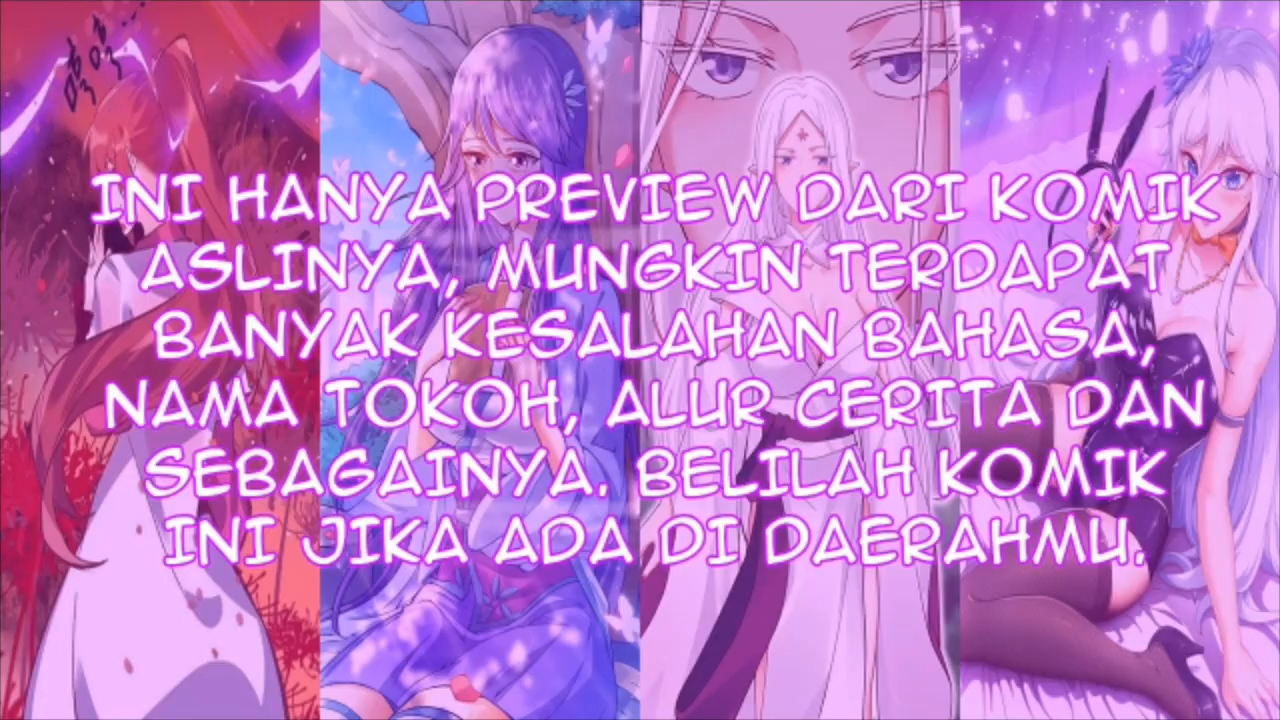 INI HANYA PREVIEW DARI KOMIK
ASLINYA, MUNGKIN TERDAPAT
BANYAK KESALAHAN BAHASA,
NAMA TOKOH, ALUR CERITA DAN
SEBAGAINYA. BELILAH KOMIK
INI JIKA ADA DI DAERAHMU.